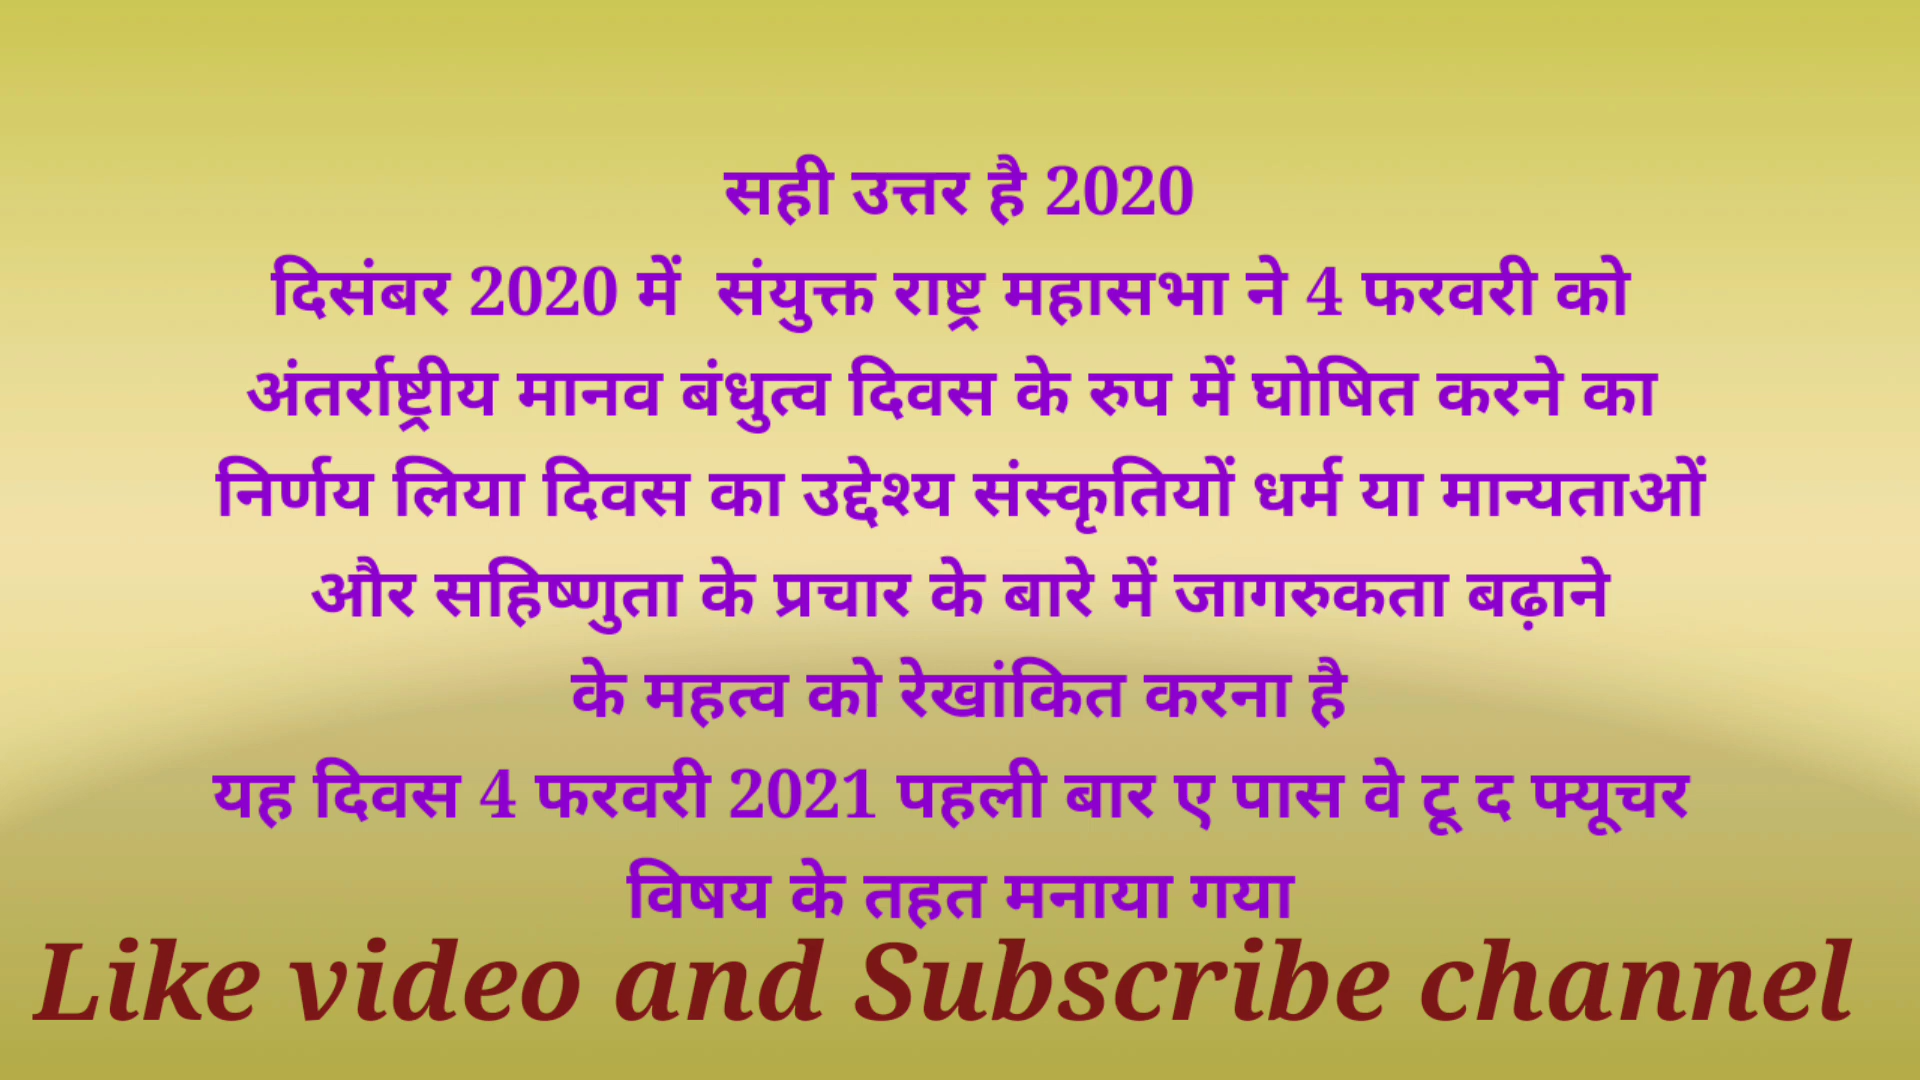 सही उत्तर है 2020
दिसंबर 2020 में संयुक्त राष्ट्र महासभा ने 4 फरवरी को
अंतर्राष्ट्रीय मानव बंधुत्व दिवस के रुप में घोषित करने का
निर्णय लिया दिवस का उद्देश्य संस्कृतियों धर्म या मान्यताओं
और सहिष्णुता के प्रचार के बारे में जागरुकता बढ़ाने
के महत्व को रेखांकित करना है
यह दिवस 4 फरवरी 2021 पहली बार ए पास वे टू द फ्यूचर
विषय के तहत मनाया गया
Like video and Subscribe channel